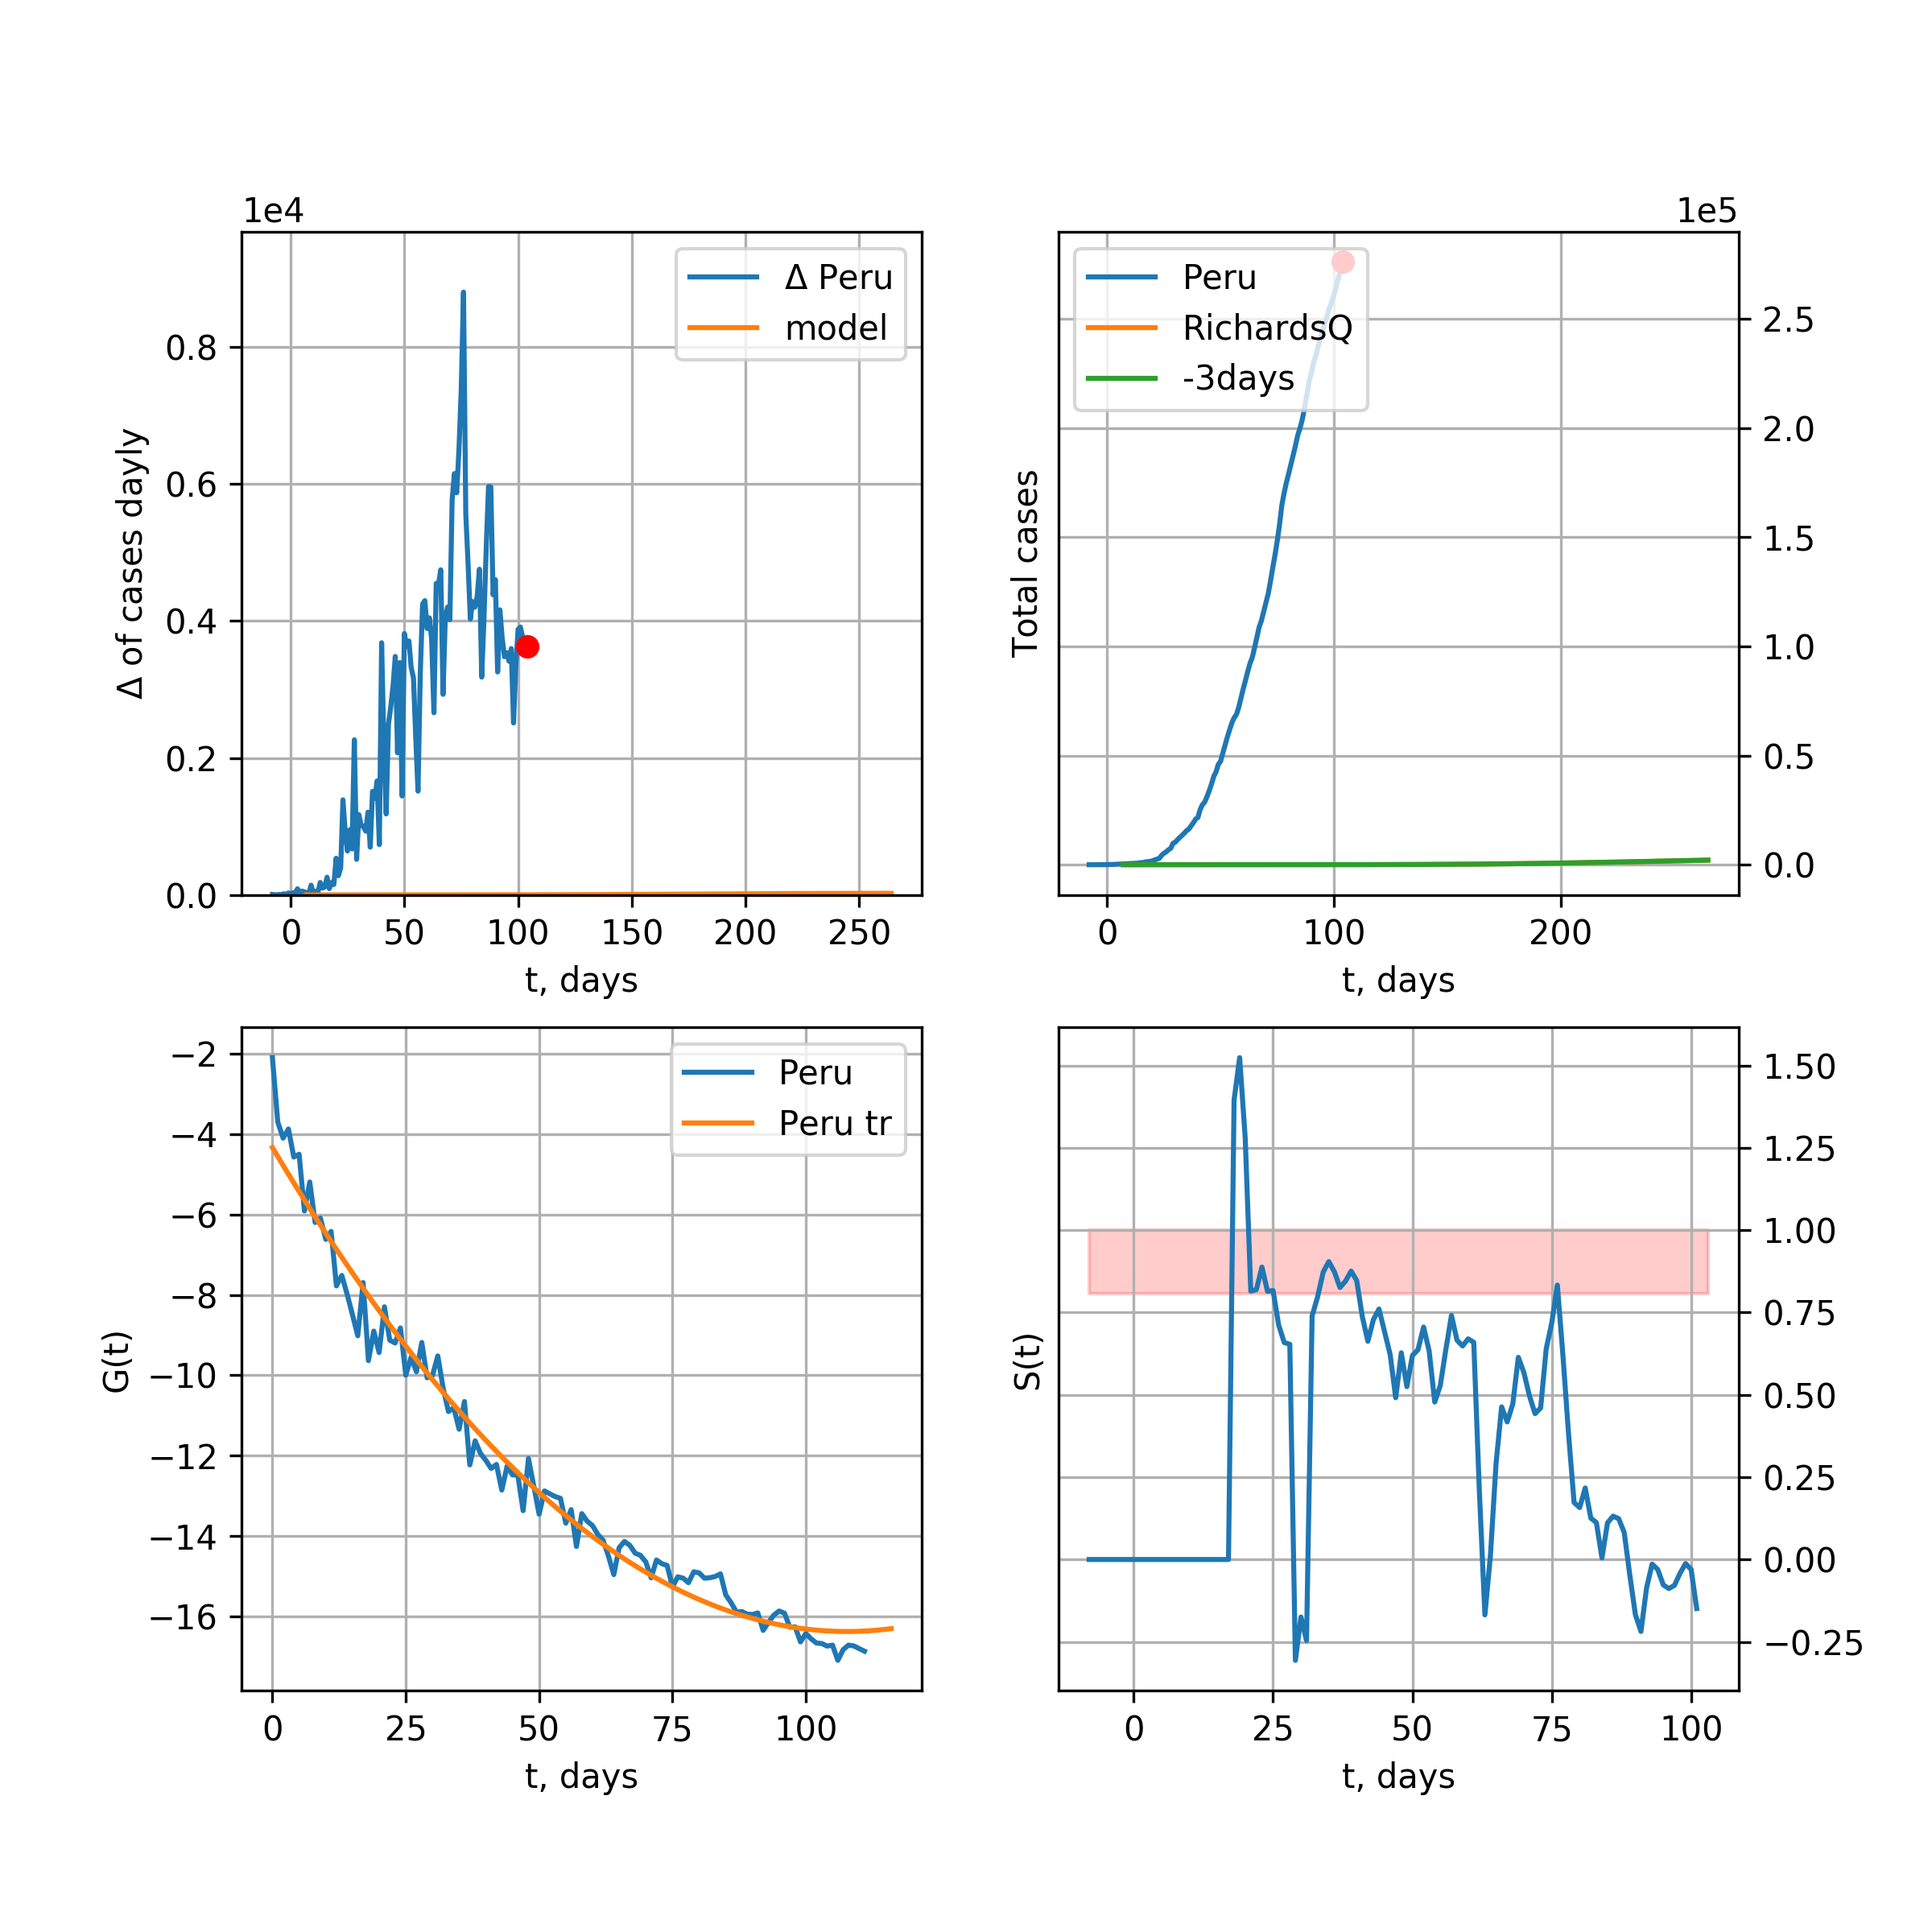 1e4
Δ of cases dayly
0.8
0.6
0.4
0.2
0.0
0 50 100 150 200 250
t, days
Δ Peru
model
1e5
Total cases
2.5
2.0
1.5
1.0
0.5
0.0
0 100 200
t, days
Peru
RichardsQ
-3days
G(t)
−2
−4
−6
−8
−10
−12
−14
−16
0 25 50 75 100
t, days
Peru
Peru tr
S(t)
1.50
1.25
1.00
0.75
0.50
0.25
0.00
−0.25
0 25 50 75 100
t, days